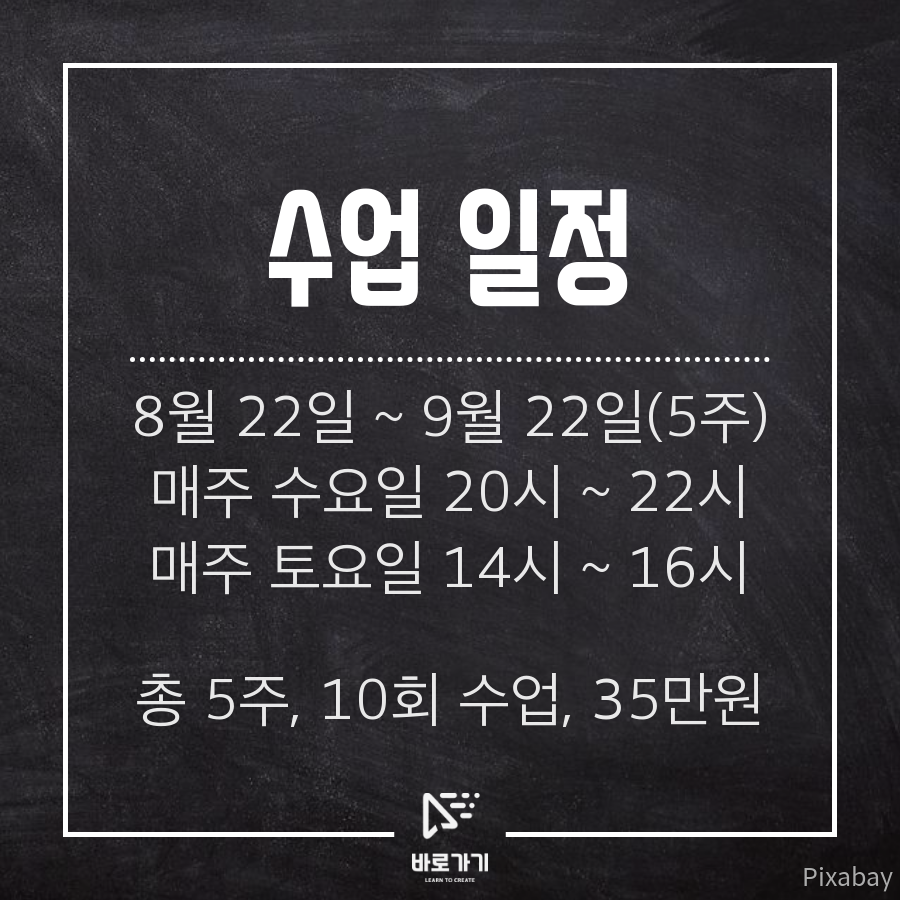 수업 일정
8월 22일 ~ 9월 22일(5주)
매주 수요일 20시 ~ 22시
매주 토요일 14시 ~ 16시
총 5주, 10회 수업, 35만원
바로가기
LEARN TO CREATE
Pixabay